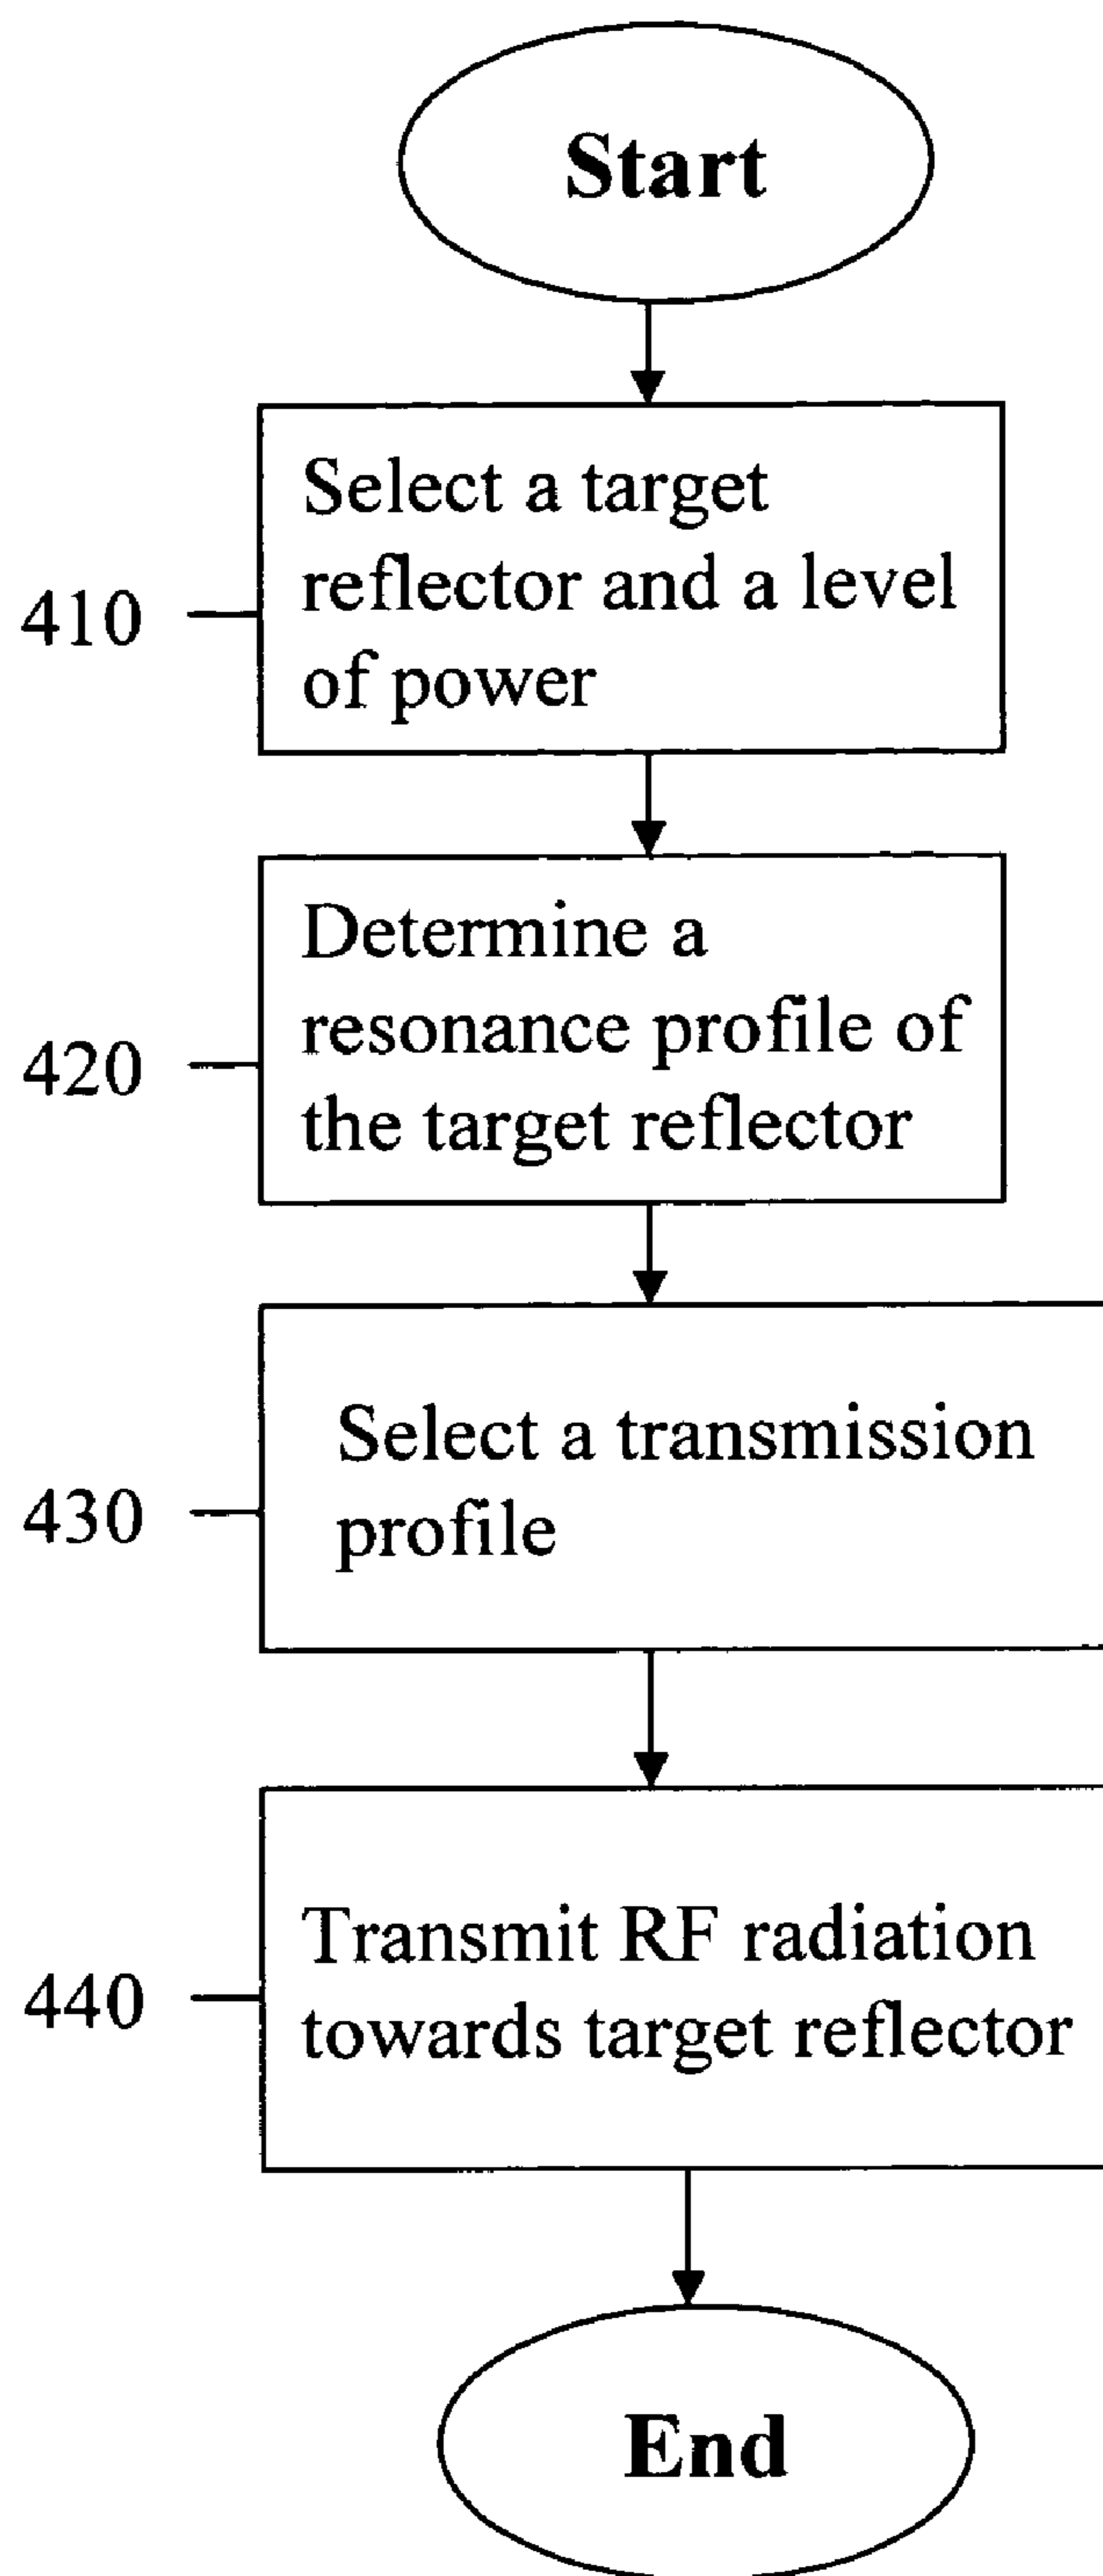 Start
410
Select a target
reflector and a level
of power
420
Determine a
resonance profile of
the target reflector
430
Select a transmission
profile
440
Transmit RF radiation
towards target reflector
End